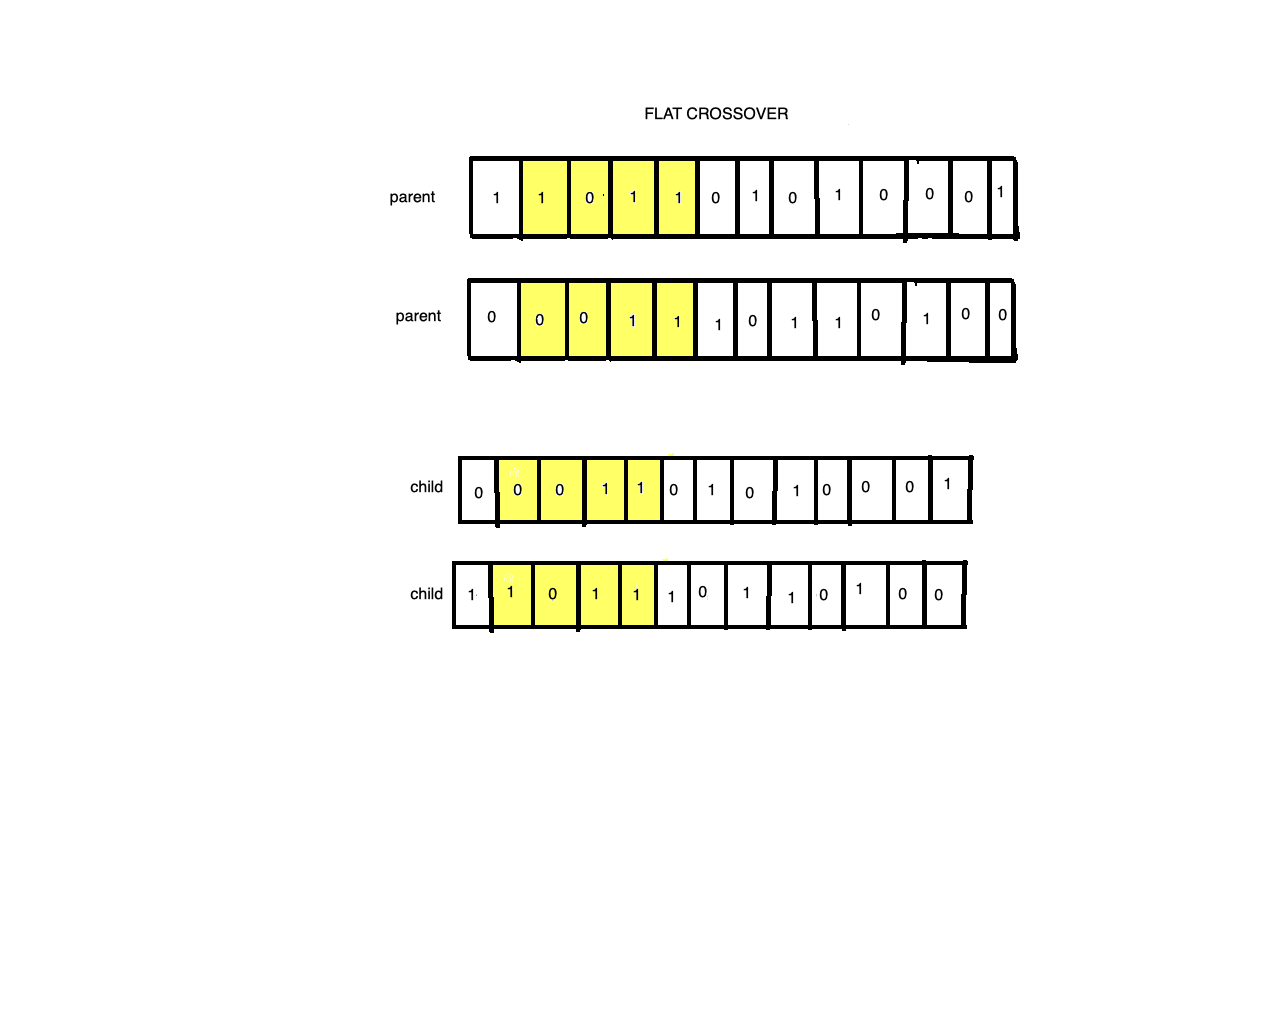 FLAT CROSSOVER
parent 1 1 0 1 1 0 1 0 1 0 0 0 1
parent 0 0 0 1 1 1 0 1 1 0 1 0 0
child 0 0 0 1 1 0 1 0 1 0 0 0 1
child 1 1 0 1 1 1 0 1 1 0 1 0 0